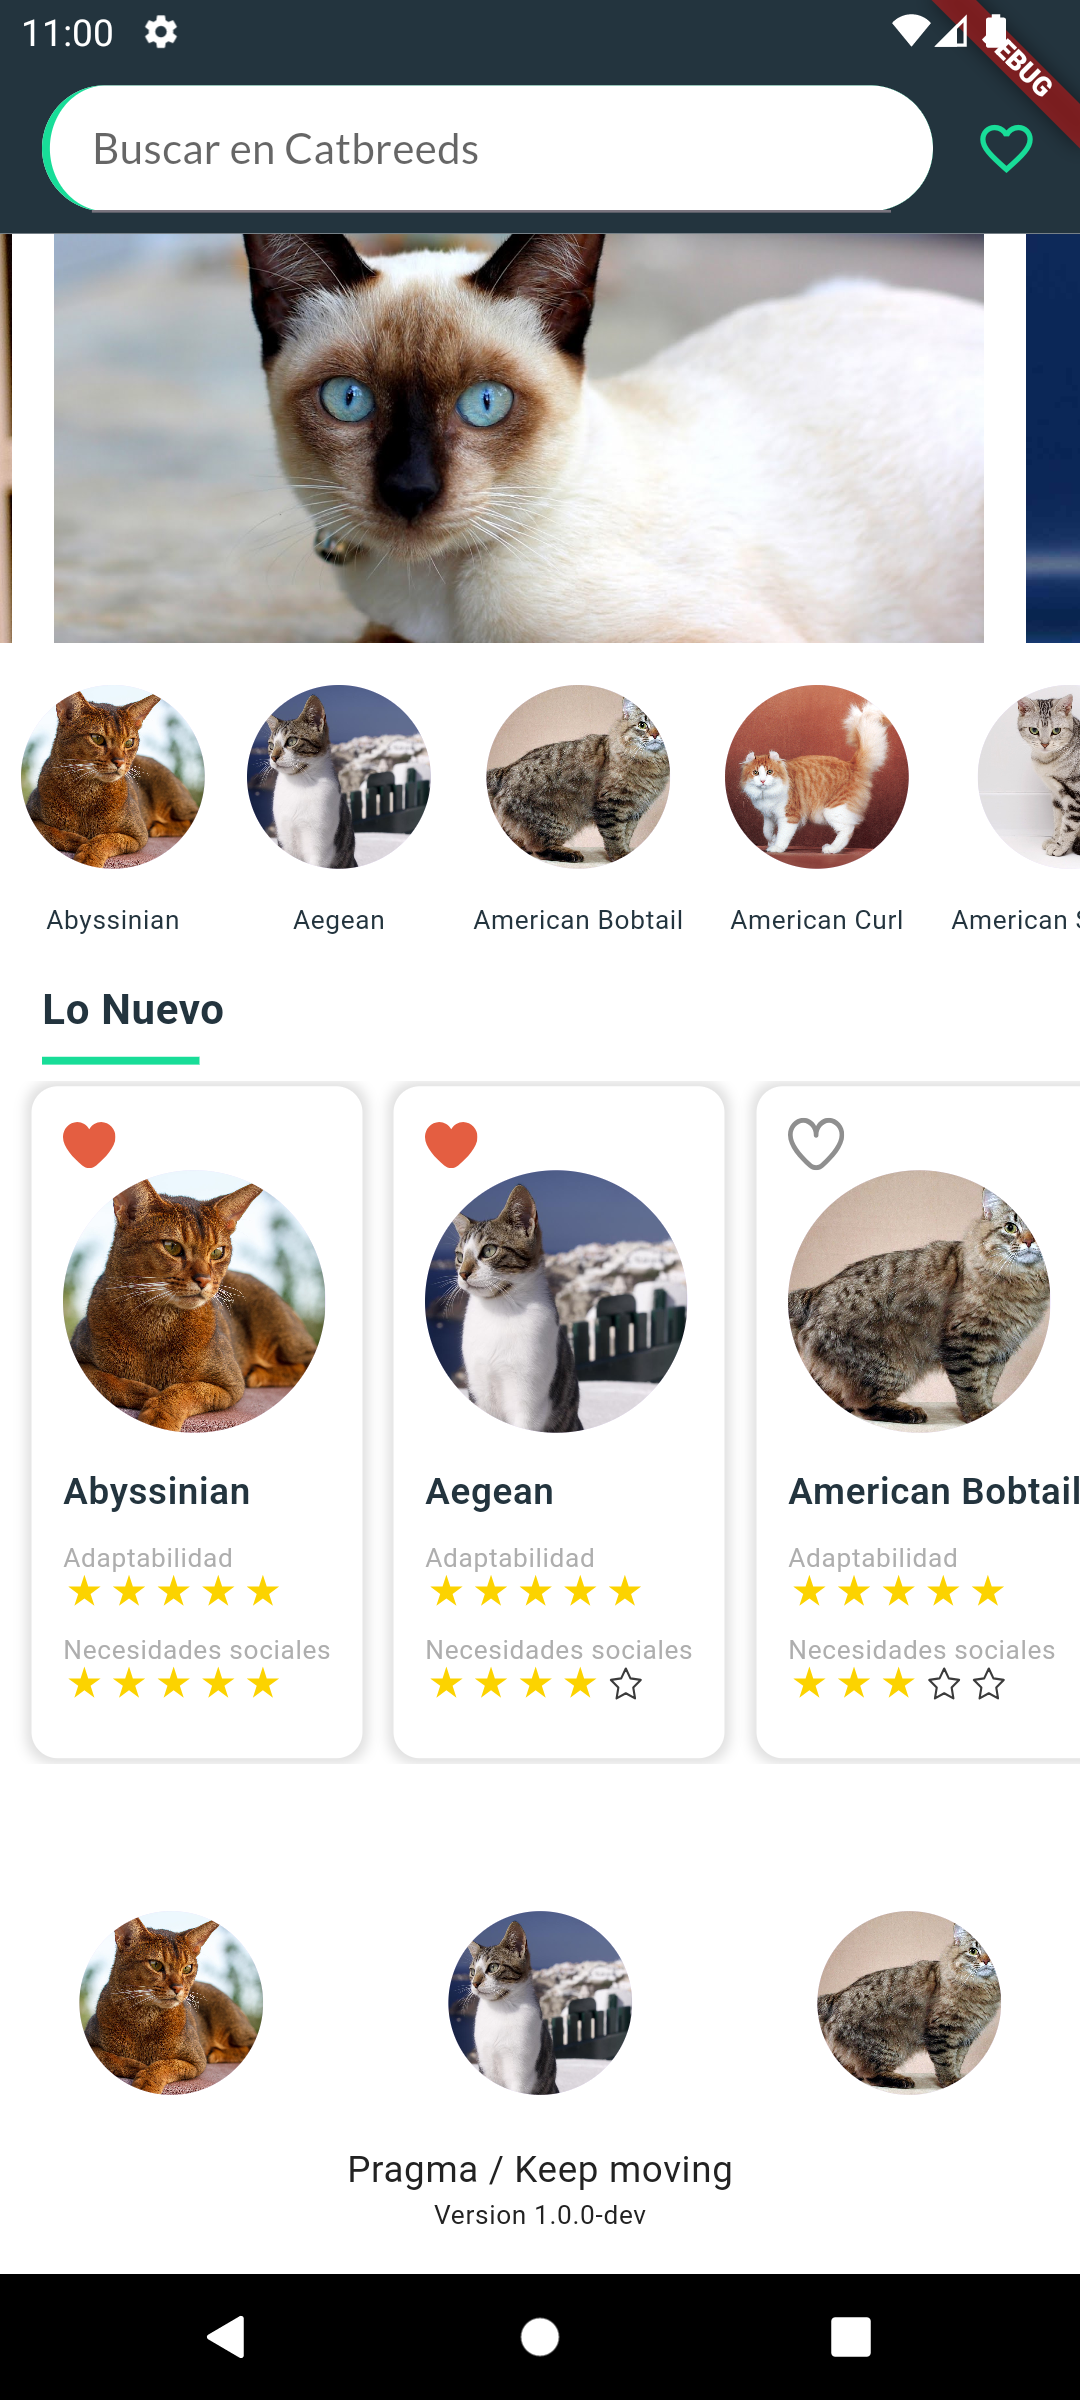 11:00
DEBUG
Buscar en Catbreeds
Abyssinian
Aegean
American Bobtail
American Curl
American
Lo Nuevo
Abyssinian
Adaptabilidad
Necesidades sociales
Aegean
Adaptabilidad
Necesidades sociales
American Bobtail
Adaptabilidad
Necesidades sociales
Pragma / Keep moving
Version 1.0.0-dev